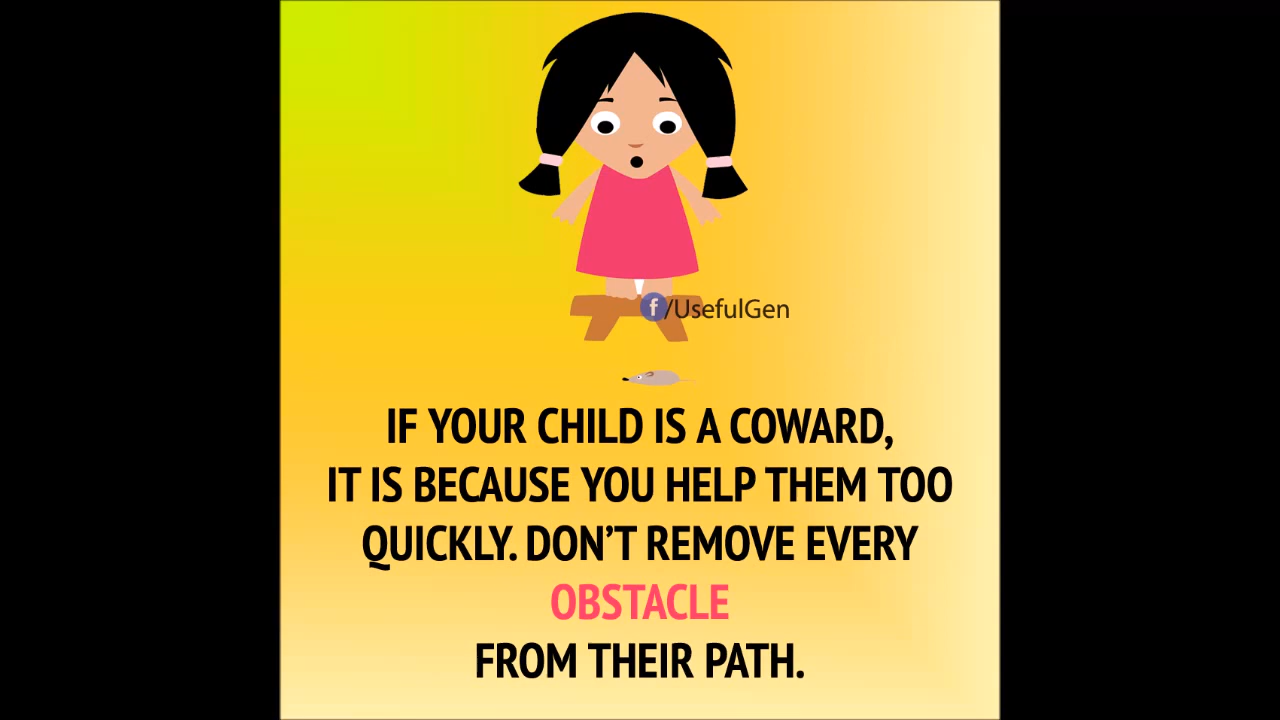 f/UsefulGen
IF YOUR CHILD IS A COWARD,
IT IS BECAUSE YOU HELP THEM TOO
QUICKLY. DON'T REMOVE EVERY
OBSTACLE
FROM THEIR PATH.